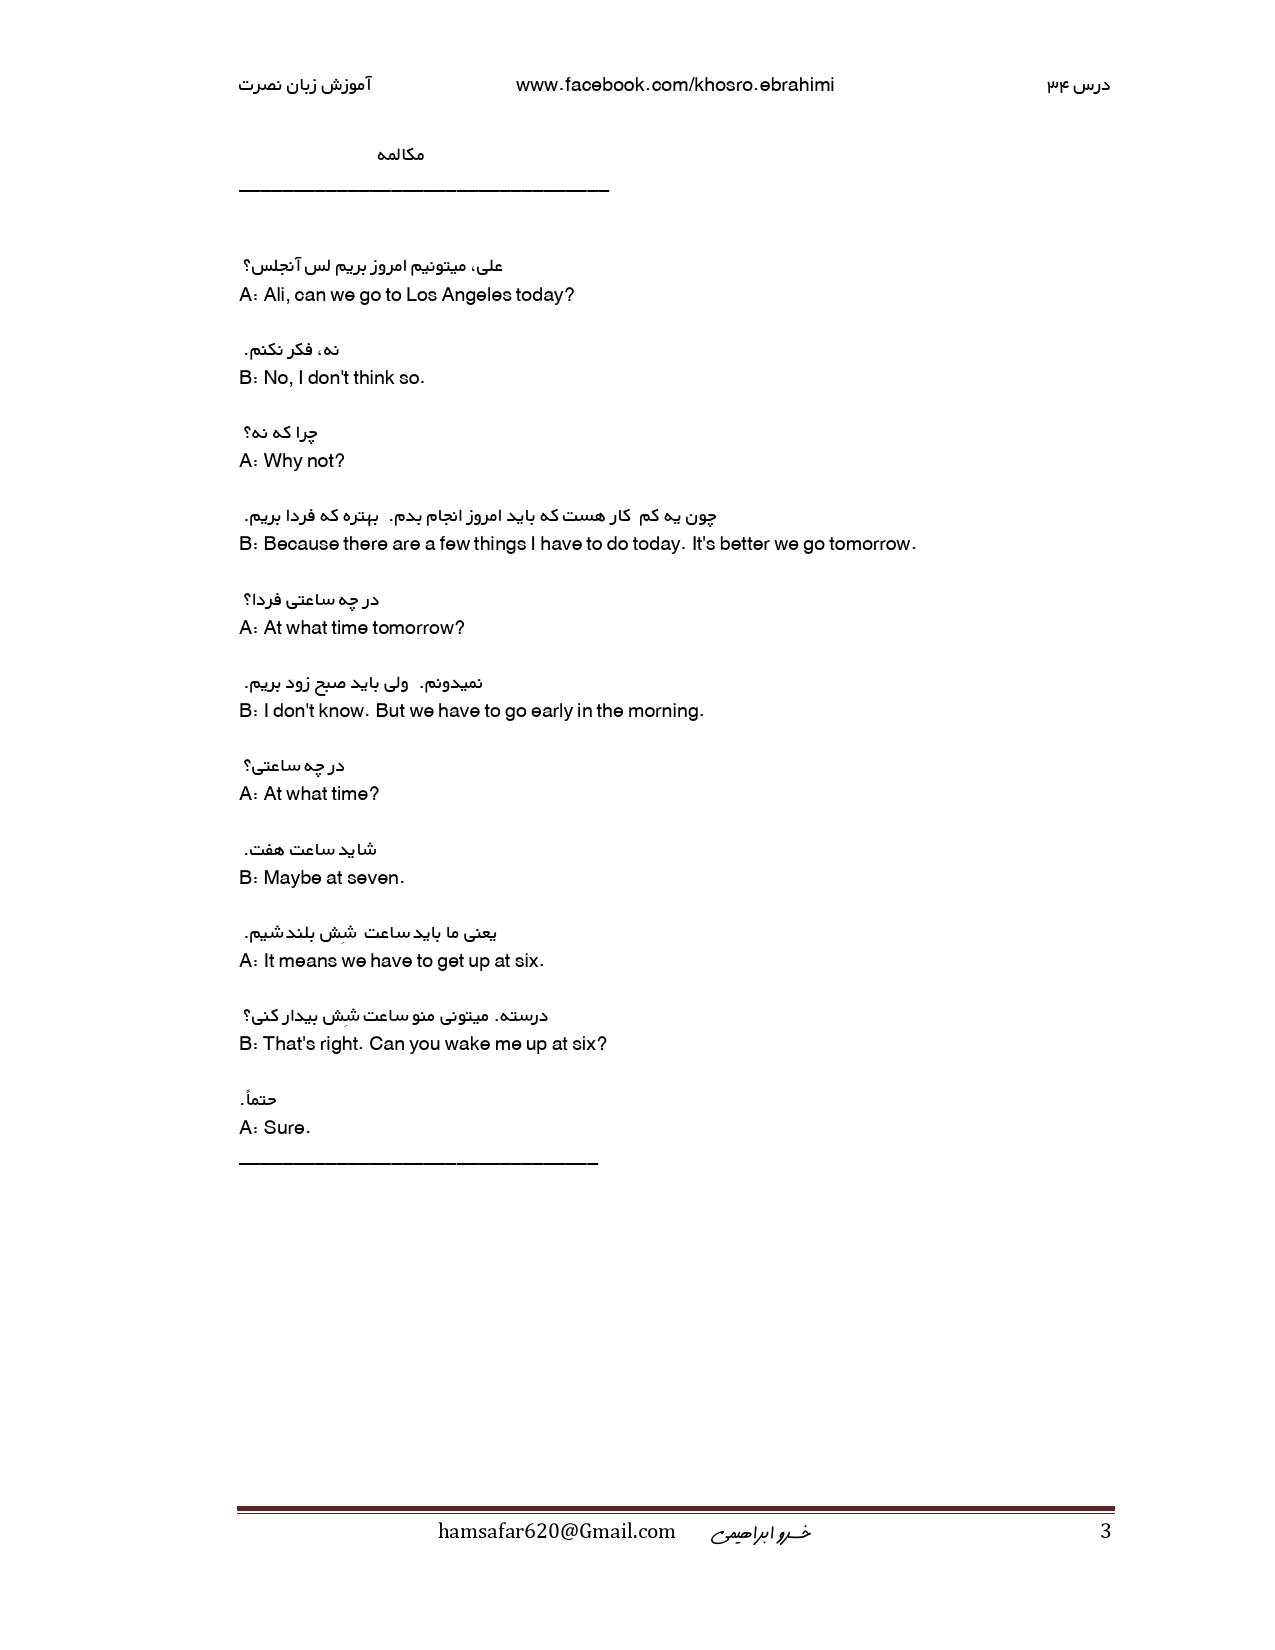 آموزش زبان نصرت www.facebook.com/khosro.ebrahimi درس ۳۴
مکالمه
علی، میتونیم امروز بریم لس آنجلس؟
A: Ali, can we go to Los Angeles today?
نه، فکر نکنم.
B: No, I don't think so.
چرا که نه؟
A: Why not?
چون یه کم کار هست که باید امروز انجام بدم. بهتره که فردا بریم.
B: Because there are a few things I have to do today. It's better we go tomorrow.
در چه ساعتی فردا؟
A: At what time tomorrow?
نمیدونم. ولی باید صبح زود بریم.
B: I don't know. But we have to go early in the morning.
در چه ساعتی؟
A: At what time?
شاید ساعت هفت.
B: Maybe at seven.
یعنی ما باید ساعت شِش بلند شیم.
A: It means we have to get up at six.
درسته. میتونی منو ساعت شِش بیدار کنی؟
B: That's right. Can you wake me up at six?
حتماً.
A: Sure.
hamsafar620@Gmail.com خسرو ابراهیمی 3